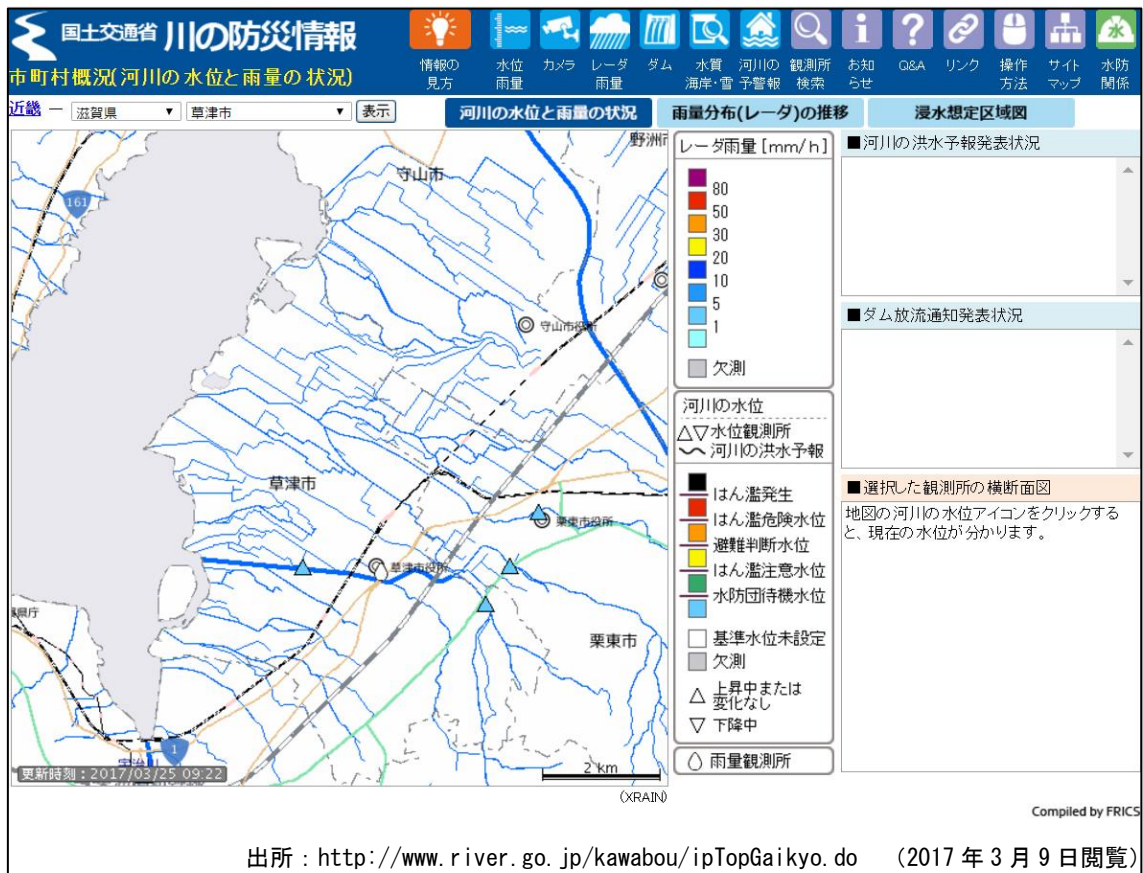 国土交通省 川の防災情報
市町村概況(河川の水位と雨量の状況)
情報の見方
水位雨量
カメラ
レーダ雨量
ダム
水質海岸・雪
河川の予警報
観測所検索
お知らせ
Q&A
リンク
操作方法
サイトマップ
水
水防関係
近畿 ー 滋賀県 ▼ 草津市 ▼ 表示
河川の水位と雨量の状況
雨量分布(レーダ)の推移
浸水想定区域図
野洲市
守山市
161
守山市役所
草津市
栗東市役所
草津市役所
県庁
栗東市
1
更新時刻:2017/03/25 09:22
2 km
(XRAIN)
レーダ雨量 [mm/h]
80
50
30
20
10
5
1
欠測
河川の水位
△▽水位観測所
河川の洪水予報
はん濫発生
はん濫危険水位
避難判断水位
はん濫注意水位
水防団待機水位
基準水位未設定
欠測
△ 上昇中または
変化なし
▽ 下降中
雨量観測所
■河川の洪水予報発表状況
■ダム放流通知発表状況
■選択した観測所の横断面図
地図の河川の水位アイコンをクリックする
と、現在の水位が分かります。
Compiled by FRICS
出所:http://www.river.go.jp/kawabou/ipTopGaikyo.do (2017年3月9日閲覧)